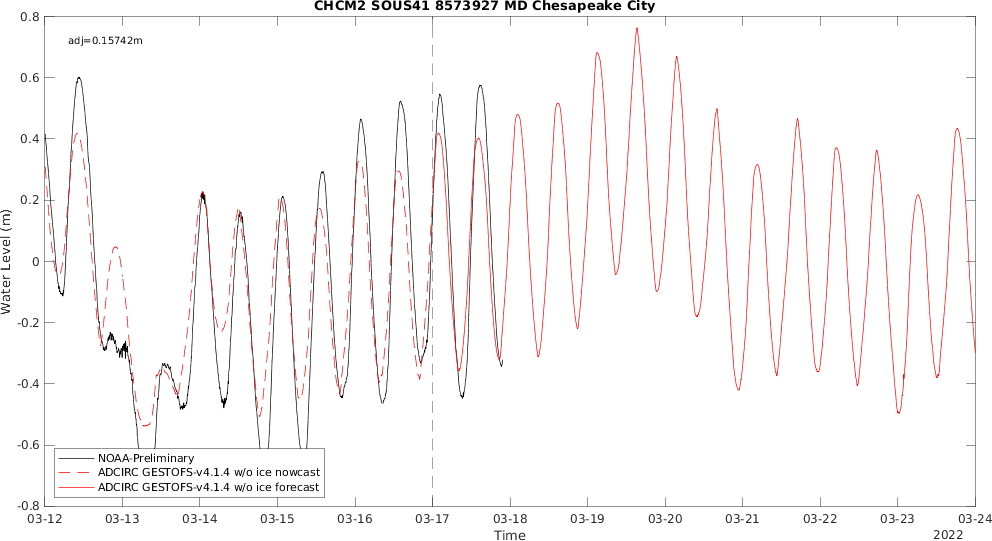 CHCM2 SOUS41 8573927 MD Chesapeake City
adj=0.15742m
0.8
0.6
0.4
0.2
0
-0.2
-0.4
-0.6
-0.8
Water Level (m)
NOAA-Preliminary
ADCIRC GESTOFS-v4.1.4 w/o ice nowcast
ADCIRC GESTOFS-v4.1.4 w/o ice forecast
03-12 03-13 03-14 03-15 03-16 03-17 03-18 03-19 03-20 03-21 03-22 03-23 03-24
Time
2022